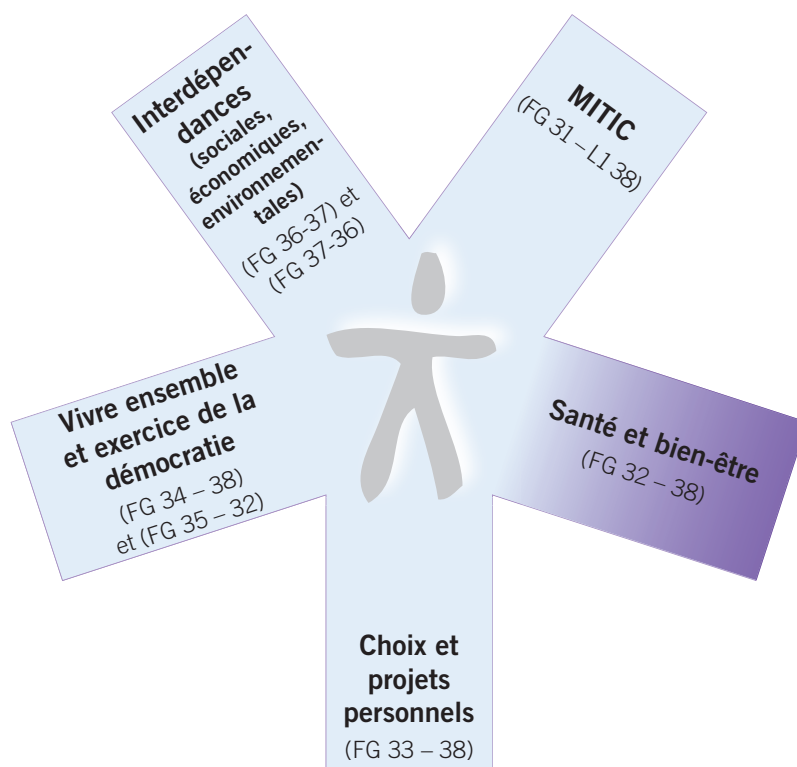 Interdépen-
dances
(sociales,
économiques,
environnemen-
tales)
(FG 36-37) et
(FG 37-36)
MITIC
(FG 31 – L1 38)
Vivre ensemble
et exercice de la
démocratie
(FG 34 – 38)
et (FG 35 – 32)
Santé et bien-être
(FG 32 – 38)
Choix et
projets
personnels
(FG 33 – 38)